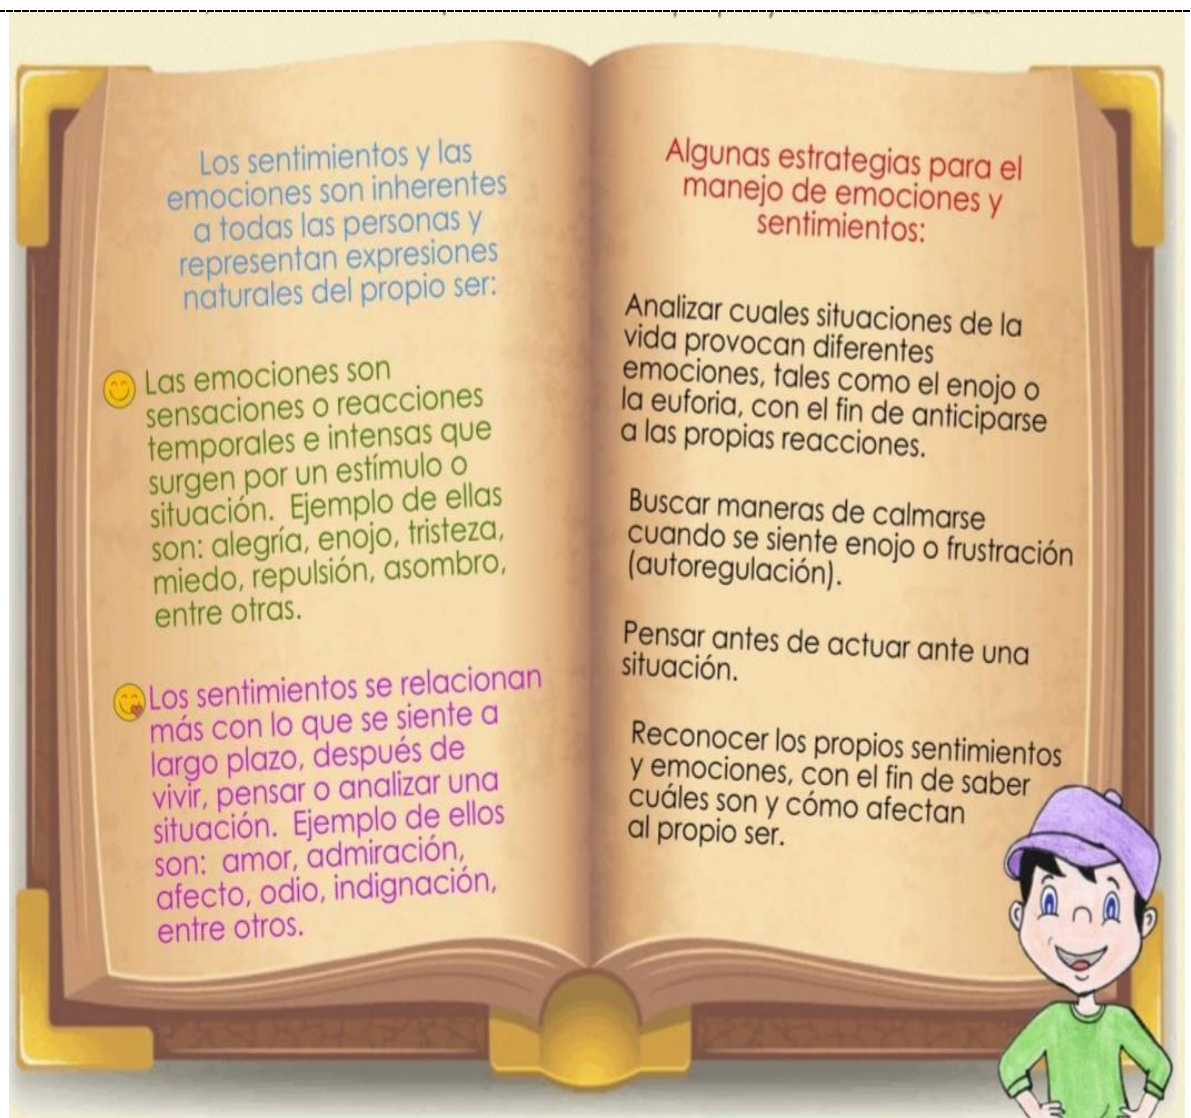 Los sentimientos y las
emociones son inherentes
a todas las personas y
representan expresiones
naturales del propio ser:
Las emociones son
sensaciones o reacciones
temporales e intensas que
surgen por un estímulo o
situación. Ejemplo de ellas
son: alegría, enojo, tristeza,
miedo, repulsión, asombro,
entre otras.
Los sentimientos se relacionan
más con lo que se siente a
largo plazo, después de
vivir, pensar o analizar una
situación. Ejemplo de ellos
son: amor, admiración,
afecto, odio, indignación,
entre otros.
Algunas estrategias para el
manejo de emociones y
sentimientos:
Analizar cuales situaciones de la
vida provocan diferentes
emociones, tales como el enojo o
la euforia, con el fin de anticiparse
a las propias reacciones.
Buscar maneras de calmarse
cuando se siente enojo o frustración
(autoregulación).
Pensar antes de actuar ante una
situación.
Reconocer los propios sentimientos
y emociones, con el fin de saber
cuáles son y cómo afectan
al propio ser.